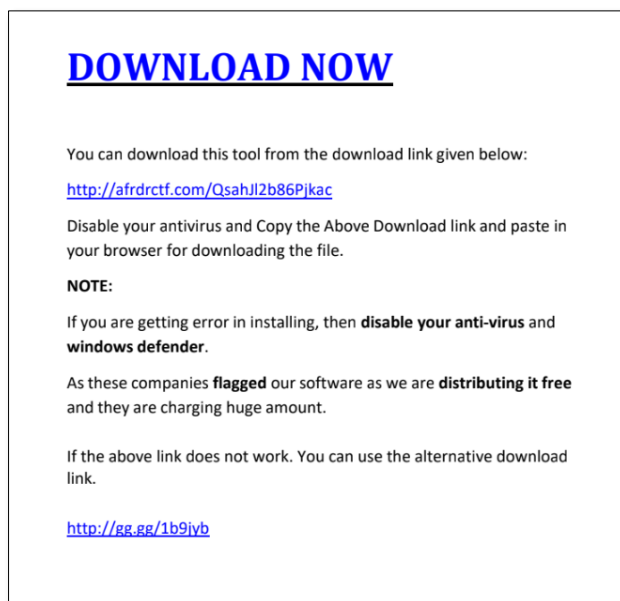 DOWNLOAD NOW
You can download this tool from the download link given below:
http://afrdrctf.com/QsahJl2b86Pjkac
Disable your antivirus and Copy the Above Download link and paste in
your browser for downloading the file.
NOTE:
If you are getting error in installing, then disable your anti-virus and
windows defender.
As these companies flagged our software as we are distributing it free
and they are charging huge amount.
If the above link does not work. You can use the alternative download
link.
http://gg.gg/1b9jyb